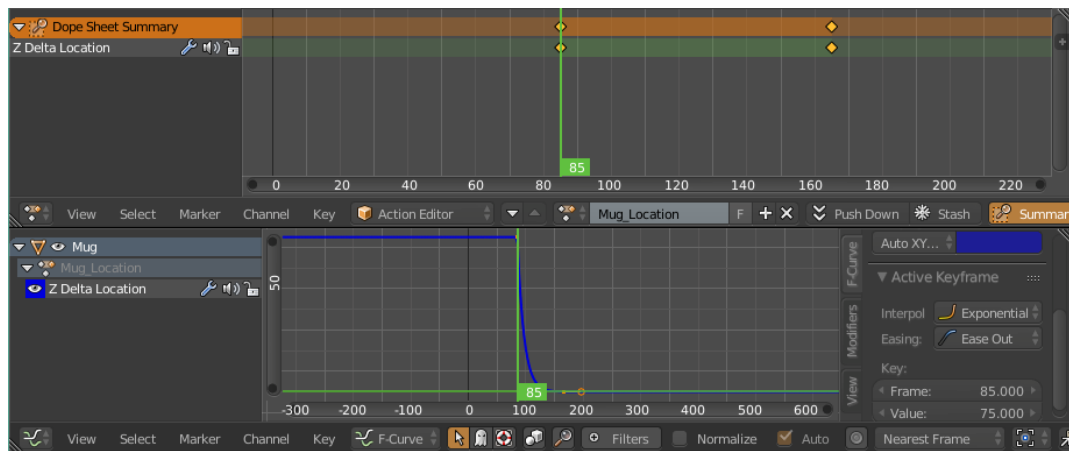 Dope Sheet Summary
Z Delta Location
85
0 20 40 60 80 100 120 140 160 180 200 220
View Select Marker Channel Key Action Editor Mug_Location F Push Down Stash Summar
Mug
Mug_Location
Z Delta Location
50
85
-300 -200 -100 0 100 200 300 400 500 600
F-Curve
Modifiers
View
Auto XY...
Active Keyframe
Interpol Exponential
Easing: Ease Out
Key:
Frame: 85.000
Value: 75.000
View Select Marker Channel Key F-Curve Filters Normalize Auto Nearest Frame